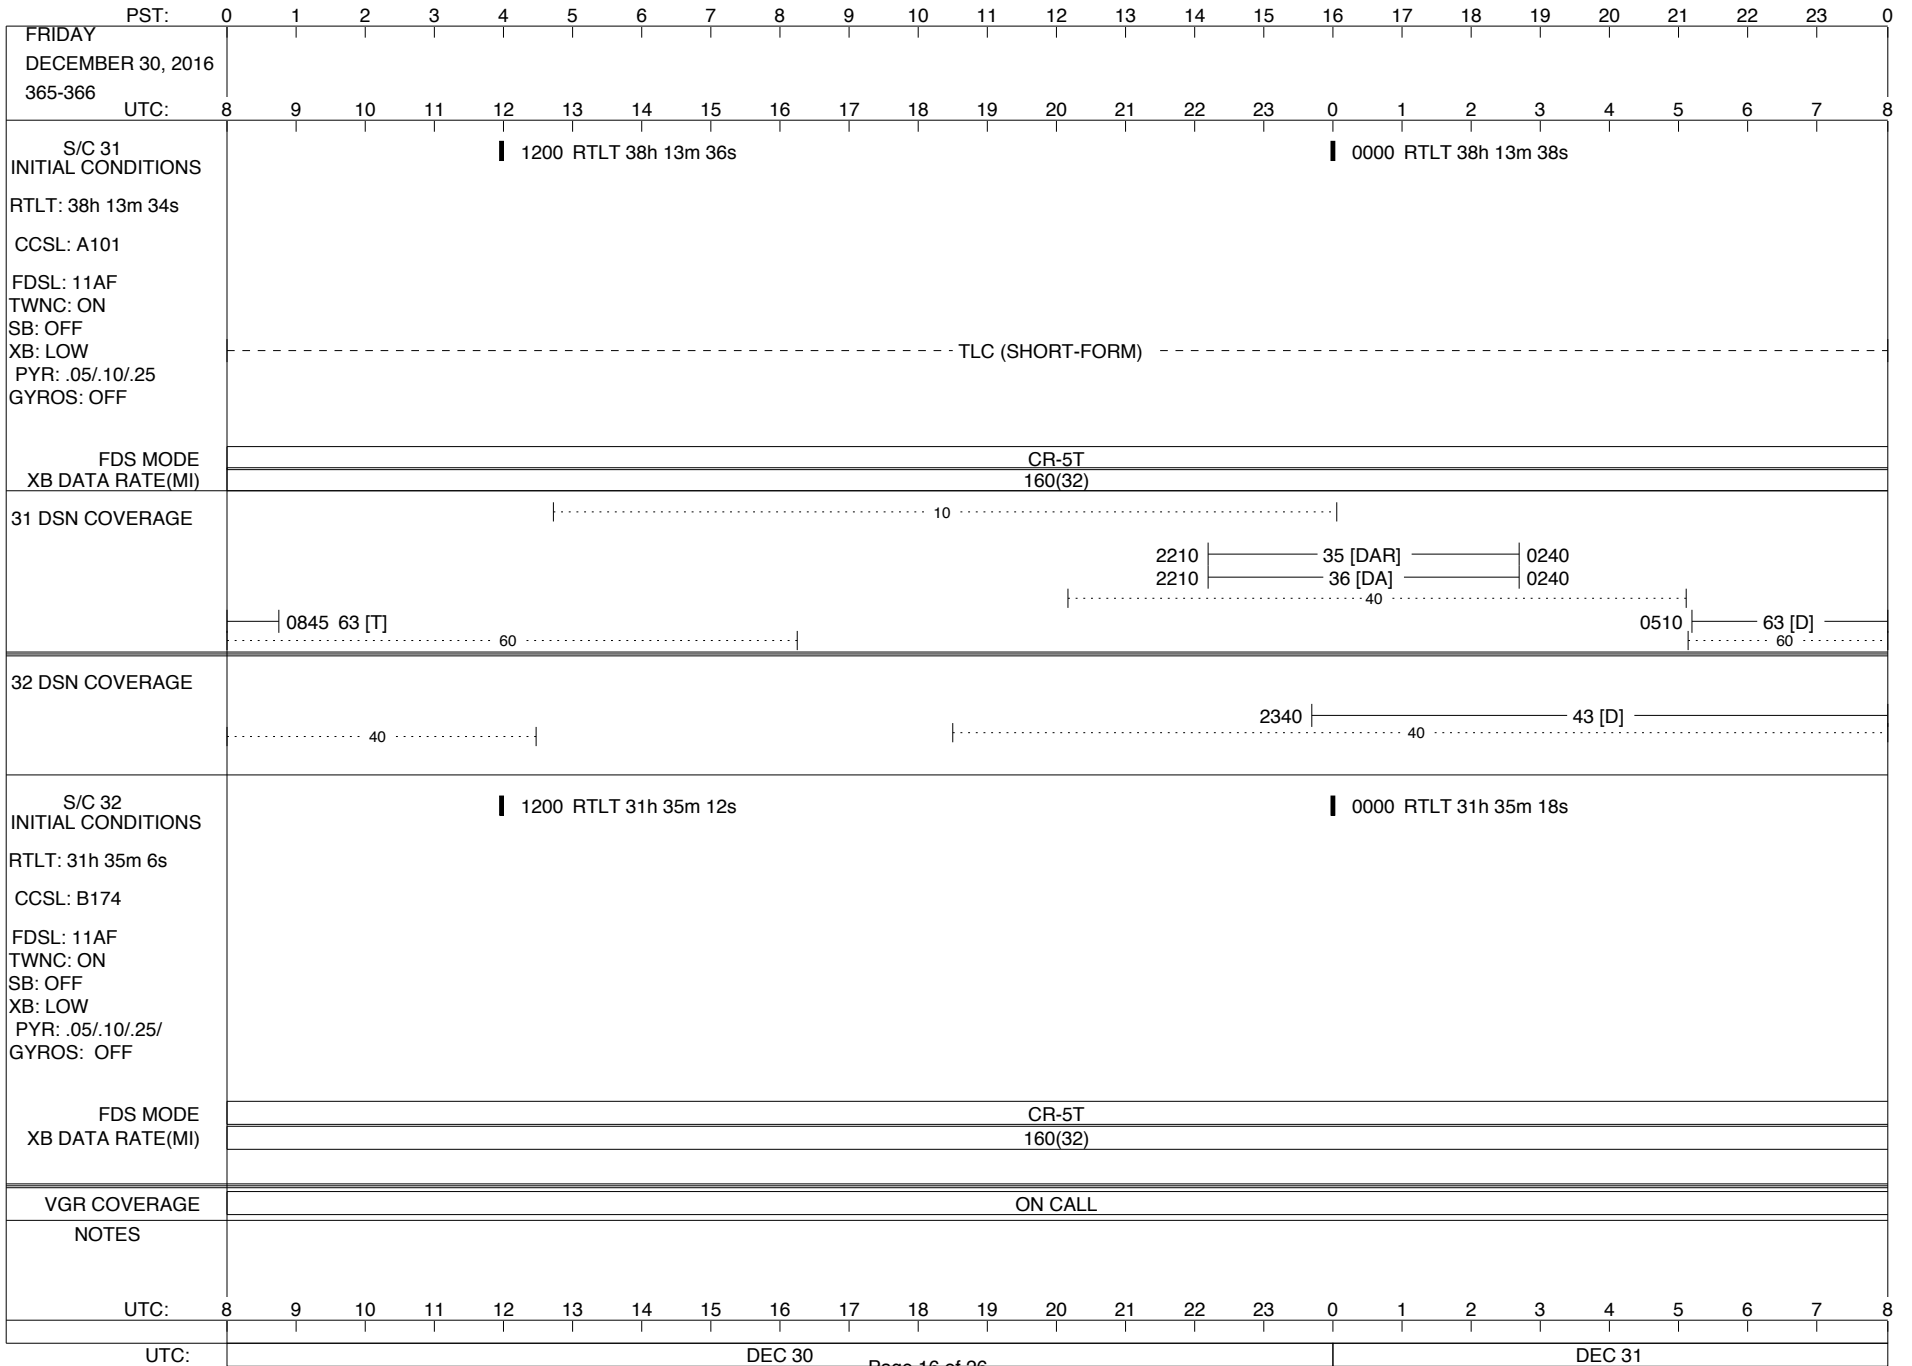 PST: 0 1 2 3 4 5 6 7 8 9 10 11 12 13 14 15 16 17 18 19 20 21 22 23 0
FRIDAY
DECEMBER 30, 2016
365-366
UTC: 8 9 10 11 12 13 14 15 16 17 18 19 20 21 22 23 0 1 2 3 4 5 6 7 8
S/C 31
INITIAL CONDITIONS
1200 RTLT 38h 13m 36s
0000 RTLT 38h 13m 38s
RTLT: 38h 13m 34s
CCSL: A101
FDSL: 11AF
TWNC: ON
SB: OFF
XB: LOW
TLC (SHORT-FORM)
PYR: .05/.10/.25
GYROS: OFF
FDS MODE CR-5T
XB DATA RATE(MI) 160(32)
31 DSN COVERAGE
10
2210 35 [DAR] 0240
2210 36 [DA] 0240
40
0845 63 [T]
0510 63 [D]
60
60
32 DSN COVERAGE
2340 43 [D]
40
40
S/C 32
INITIAL CONDITIONS
1200 RTLT 31h 35m 12s
0000 RTLT 31h 35m 18s
RTLT: 31h 35m 6s
CCSL: B174
FDSL: 11AF
TWNC: ON
SB: OFF
XB: LOW
PYR: .05/.10/.25/
GYROS: OFF
FDS MODE CR-5T
XB DATA RATE(MI) 160(32)
VGR COVERAGE ON CALL
NOTES
UTC: 8 9 10 11 12 13 14 15 16 17 18 19 20 21 22 23 0 1 2 3 4 5 6 7 8
UTC: DEC 30 DEC 31
Page 16 of 26